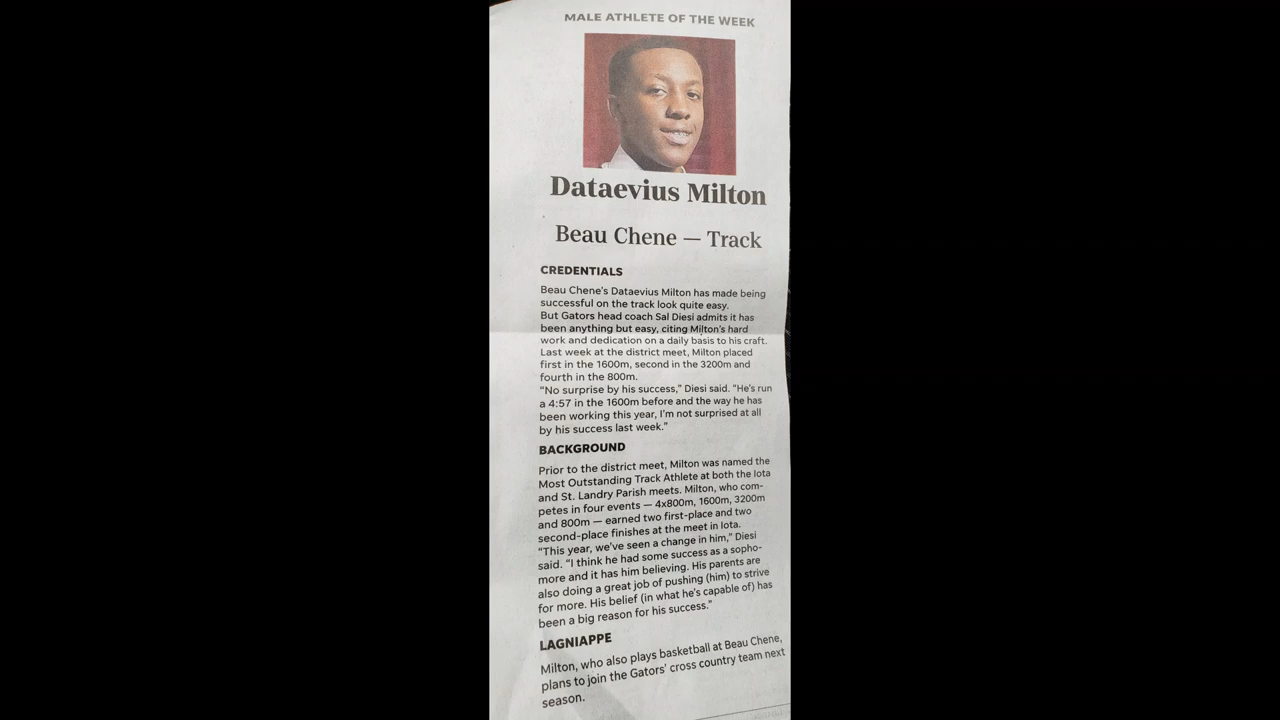 MALE ATHLETE OF THE WEEK
Dataevius Milton
Beau Chene — Track
CREDENTIALS
Beau Chene's Dataevius Milton has made being
successful on the track look quite easy.
But Gators head coach Sal Diesi admits it has
been anything but easy, citing Milton's hard
work and dedication on a daily basis to his craft.
Last week at the district meet, Milton placed
first in the 1600m, second in the 3200m and
fourth in the 800m.
"No surprise by his success," Diesi said. "He's run
a 4:57 in the 1600m before and the way he has
been working this year, I'm not surprised at all
by his success last week."
BACKGROUND
Prior to the district meet, Milton was named the
Most Outstanding Track Athlete at both the Iota
and St. Landry Parish meets. Milton, who com-
petes in four events — 4x800m, 1600m, 3200m
and 800m — earned two first-place and two
second-place finishes at the meet in Iota.
"This year, we've seen a change in him," Diesi
said. "I think he had some success as a sopho-
more and it has him believing. His parents are
also doing a great job of pushing (him) to strive
for more. His belief (in what he's capable of) has
been a big reason for his success."
LAGNIAPPE
Milton, who also plays basketball at Beau Chene,
plans to join the Gators' cross country team next
season.